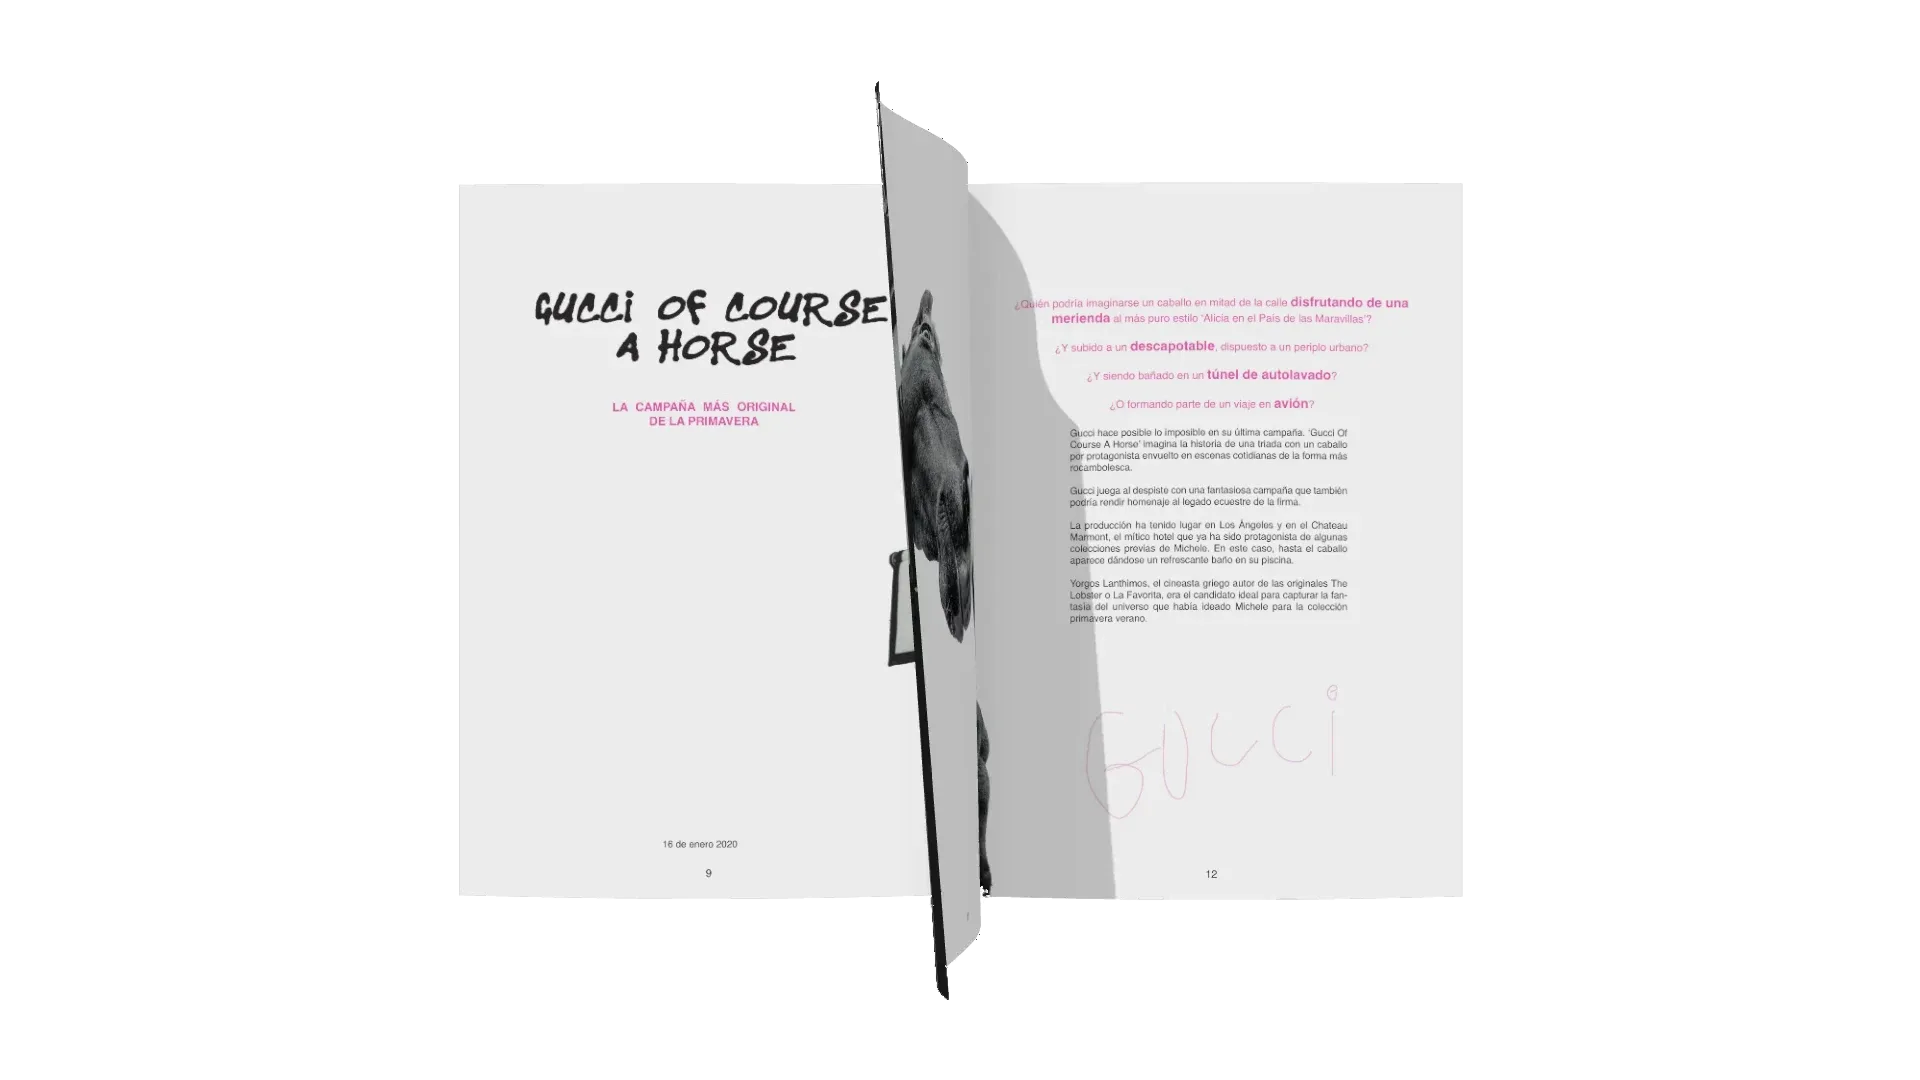 GUCCi OF COURSE
A HORSE
LA CAMPAÑA MÁS ORIGINAL
DE LA PRIMAVERA
16 de enero 2020
9
¿Quién podría imaginarse un caballo en mitad de la calle disfrutando de una
merienda al más puro estilo ‘Alicia en el País de las Maravillas’?
¿Y subido a un descapotable, dispuesto a un periplo urbano?
¿Y siendo bañado en un túnel de autolavado?
¿O formando parte de un viaje en avión?
Gucci hace posible lo imposible en su última campaña. ‘Gucci Of
Course A Horse’ imagina la historia de una triada con un caballo
por protagonista envuelto en escenas cotidianas de la forma más
rocambolesca.
Gucci juega al despiste con una fantasiosa campaña que también
podría rendir homenaje al legado ecuestre de la firma.
La producción ha tenido lugar en Los Ángeles y en el Chateau
Marmont, el mítico hotel que ya ha sido protagonista de algunas
colecciones previas de Michele. En este caso, hasta el caballo
aparece dándose un refrescante baño en su piscina.
Yorgos Lanthimos, el cineasta griego autor de las originales The
Lobster o La Favorita, era el candidato ideal para capturar la fan-
tasía del universo que había ideado Michele para la colección
primavera verano.
GUCCi
12